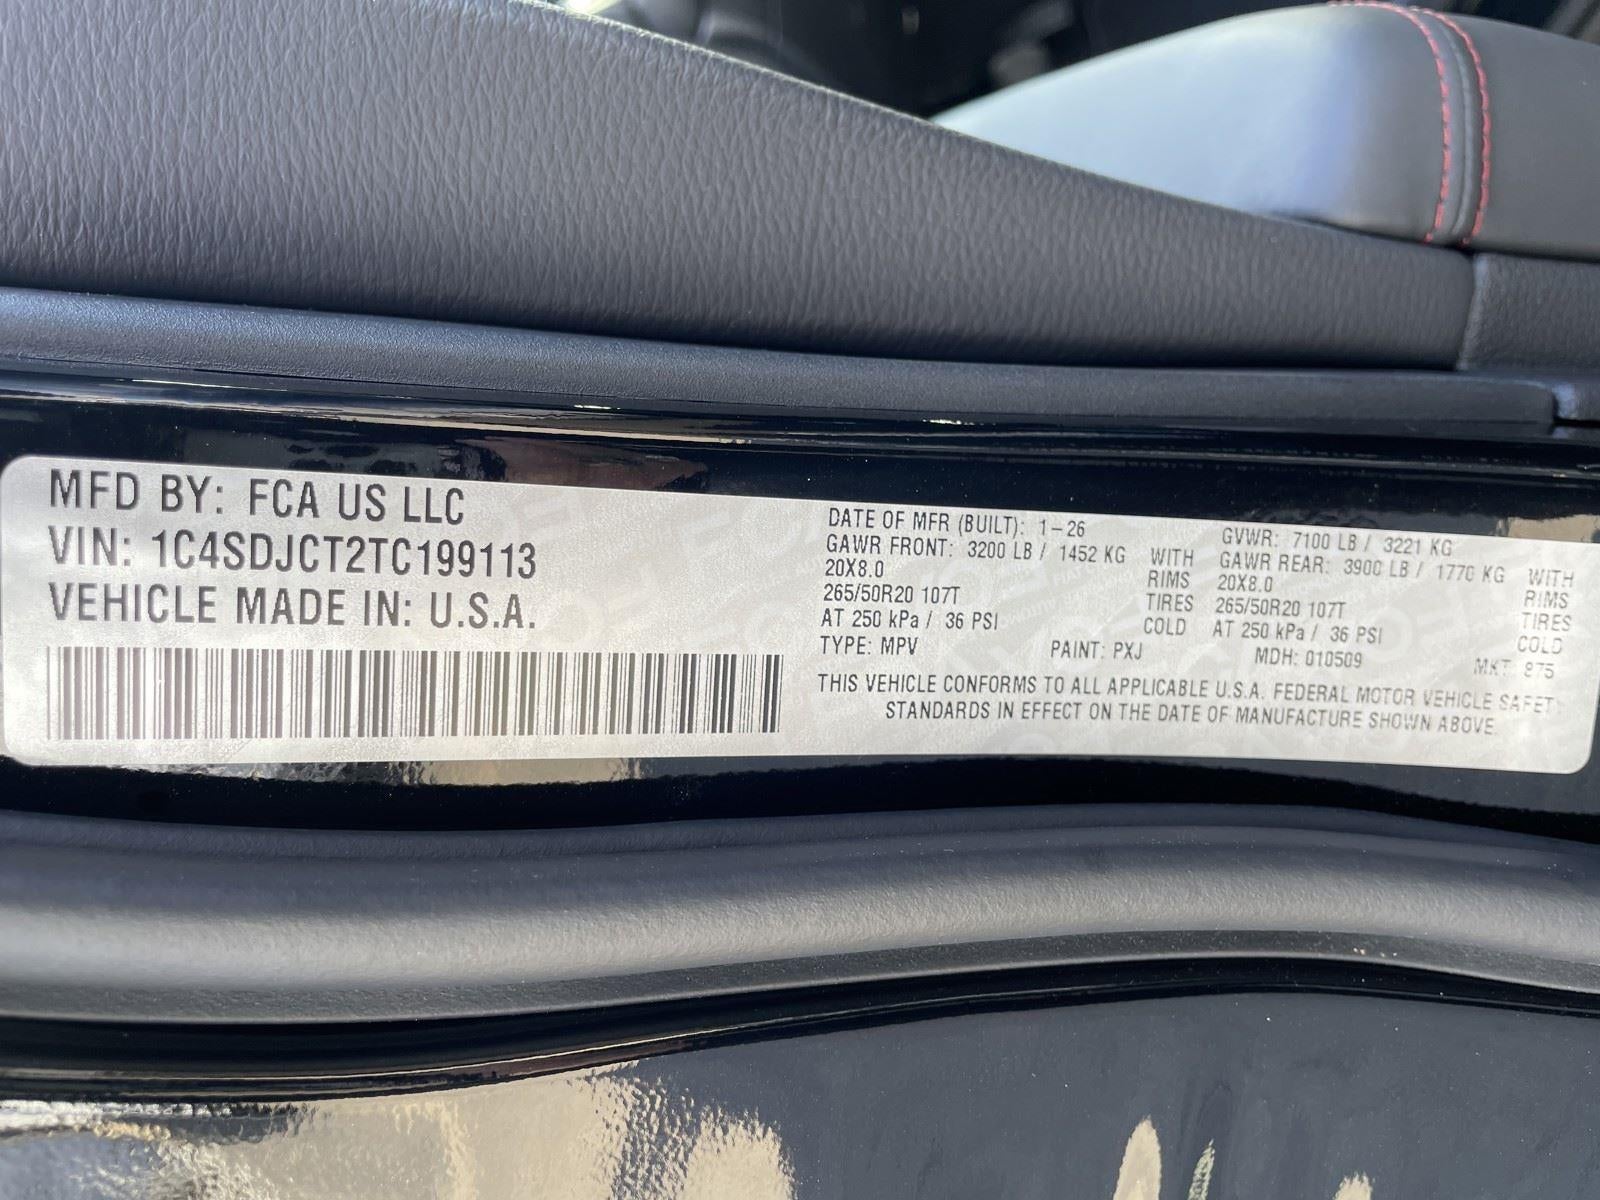 MFD BY: FCA US LLC
VIN: 1C4SDJCT2TC199113
VEHICLE MADE IN: U.S.A.
DATE OF MFR (BUILT): 1-26 GVWR: 7100 LB / 3221 KG
GAWR FRONT: 3200 LB / 1452 KG WITH GAWR REAR: 3900 LB / 1770 KG WITH
20X8.0 RIMS 20X8.0 RIMS
265/50R20 107T TIRES 265/50R20 107T TIRES
AT 250 kPa / 36 PSI COLD AT 250 kPa / 36 PSI COLD
TYPE: MPV PAINT: PXJ MDH: 010509 MKT: 875
THIS VEHICLE CONFORMS TO ALL APPLICABLE U.S.A. FEDERAL MOTOR VEHICLE SAFETY
STANDARDS IN EFFECT ON THE DATE OF MANUFACTURE SHOWN ABOVE.